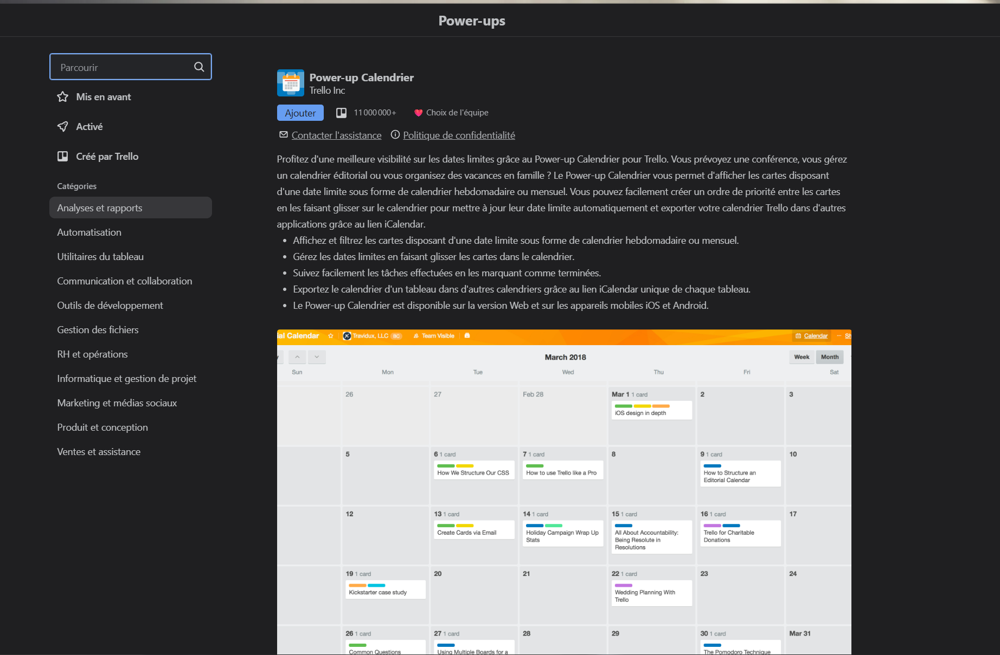 Power-ups
Parcourir
Mis en avant
Activé
Créé par Trello
Catégories
Analyses et rapports
Automatisation
Utilitaires du tableau
Communication et collaboration
Outils de développement
Gestion des fichiers
RH et opérations
Informatique et gestion de projet
Marketing et médias sociaux
Produit et conception
Ventes et assistance
Power-up Calendrier
Trello Inc
Ajouter 11 000 000+ Choix de l'équipe
Contacter l'assistance Politique de confidentialité
Profitez d'une meilleure visibilité sur les dates limites grâce au Power-up Calendrier pour Trello. Vous prévoyez une conférence, vous gérez
un calendrier éditorial ou vous organisez des vacances en famille ? Le Power-up Calendrier vous permet d'afficher les cartes disposant
d'une date limite sous forme de calendrier hebdomadaire ou mensuel. Vous pouvez facilement créer un ordre de priorité entre les cartes
en les faisant glisser sur le calendrier pour mettre à jour leur date limite automatiquement et exporter votre calendrier Trello dans d'autres
applications grâce au lien iCalendar.
• Affichez et filtrez les cartes disposant d'une date limite sous forme de calendrier hebdomadaire ou mensuel.
• Gérez les dates limites en faisant glisser les cartes dans le calendrier.
• Suivez facilement les tâches effectuées en les marquant comme terminées.
• Exportez le calendrier d'un tableau dans d'autres calendriers grâce au lien iCalendar unique de chaque tableau.
• Le Power-up Calendrier est disponible sur la version Web et sur les appareils mobiles iOS et Android.
ial Calendar Travidux, LLC BC Team Visible Calendar ··· Sh
March 2018 Week Month
Sun Mon Tue Wed Thu Fri Sat
26 27 Feb 28 Mar 1 1 card 2 3
iOS design in depth
5 6 1 card 7 1 card 8 9 1 card 10
How We Structure Our CSS How to use Trello like a Pro How to Structure an
Editorial Calendar
12 13 1 card 14 1 card 15 1 card 16 1 card 17
Create Cards via Email Holiday Campaign Wrap Up All About Accountability: Trello for Charitable
Stats Being Resolute in Donations
Resolutions
19 1 card 20 21 22 1 card 23 24
Kickstarter case study Wedding Planning With
Trello
26 1 card 27 1 card 28 29 30 1 card Mar 31
Common Questions Using Multiple Boards for a The Pomodoro Technique